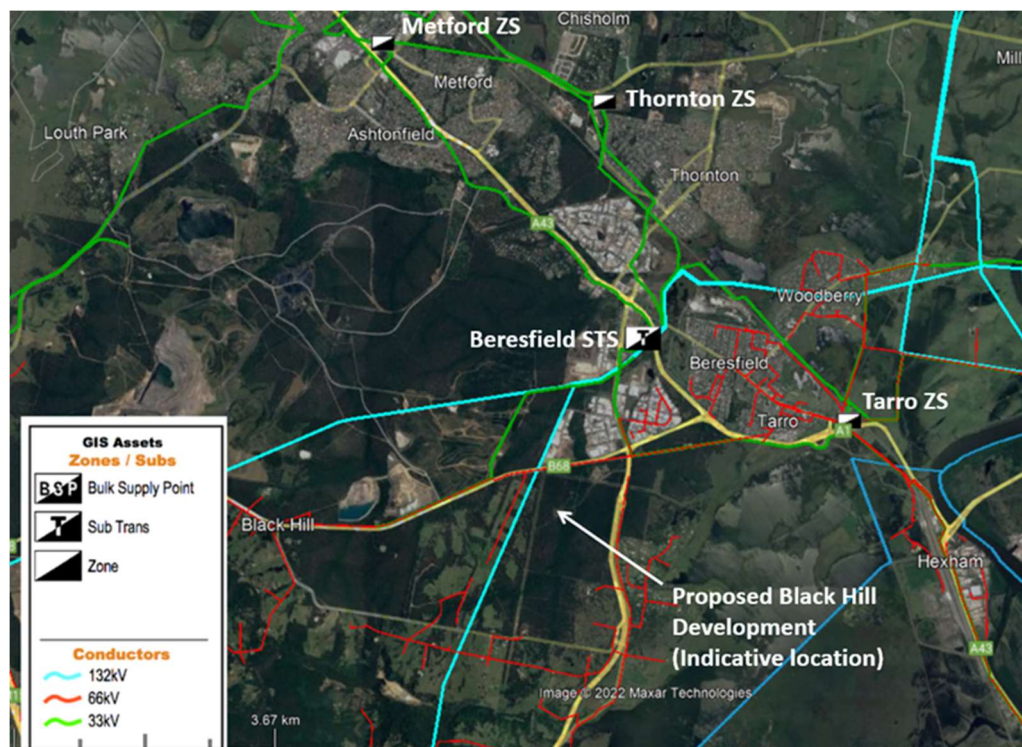 Chisholm
Metford ZS
Mill
Metford
Thornton ZS
Louth Park
Ashtonfield
Thornton
A43
Woodberry
Beresfield STS
Beresfield
Tarro ZS
Tarro
A1
B68
Black Hill
Hexham
Proposed Black Hill
Development
(Indicative location)
A43
Image © 2022 Maxar Technologies
3.67 km
GIS Assets
Zones / Subs
BSP Bulk Supply Point
T Sub Trans
Zone
Conductors
132kV
66kV
33kV